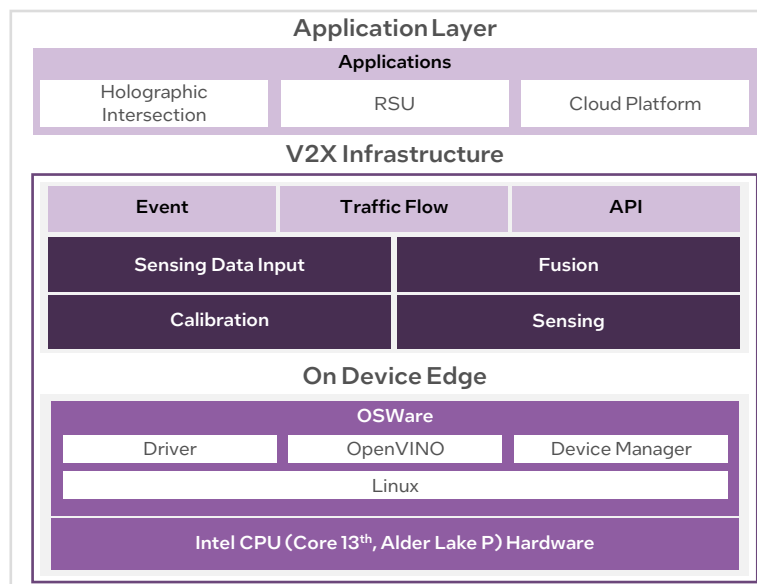 Application Layer
Applications
Holographic
Intersection
RSU
Cloud Platform
V2X Infrastructure
Event
Traffic Flow
API
Sensing Data Input
Fusion
Calibration
Sensing
On Device Edge
OSWare
Driver
OpenVINO
Device Manager
Linux
Intel CPU (Core 13th, Alder Lake P) Hardware